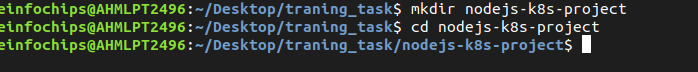 einfochips@AHMLPT2496:~/Desktop/traning_task$ mkdir nodejs-k8s-project
einfochips@AHMLPT2496:~/Desktop/traning_task$ cd nodejs-k8s-project
einfochips@AHMLPT2496:~/Desktop/traning_task/nodejs-k8s-project$